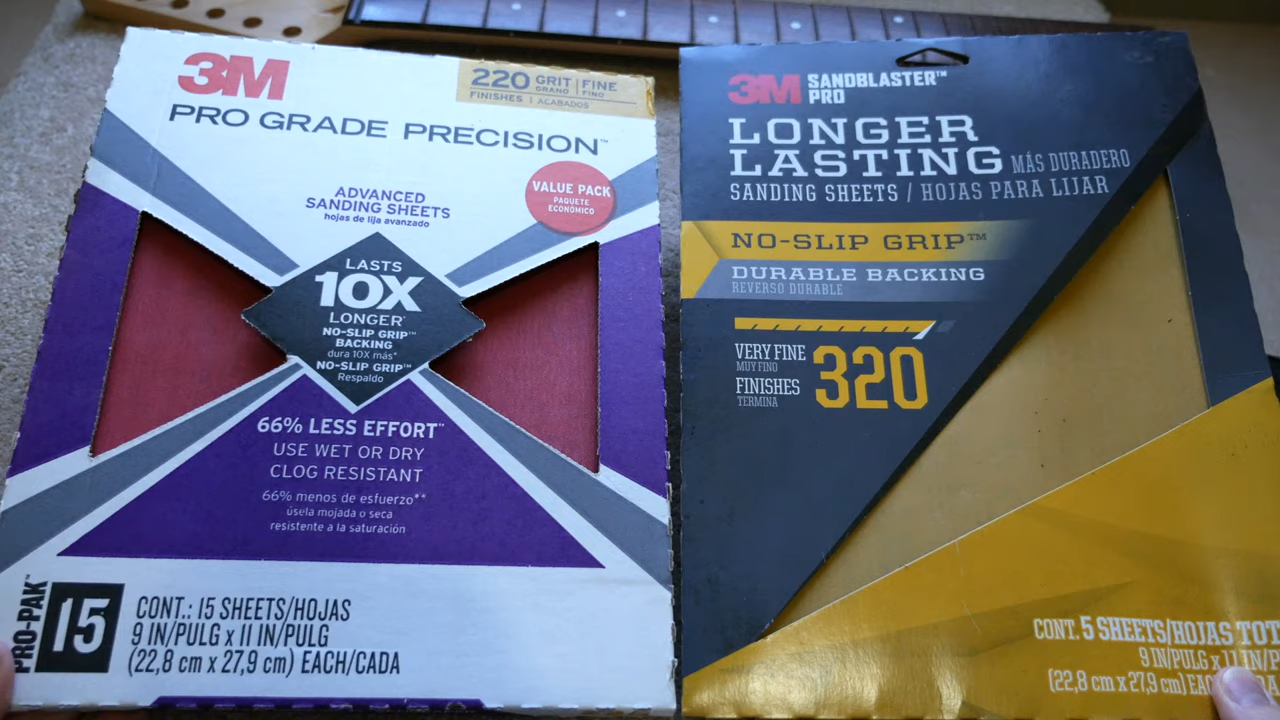 3M
PRO GRADE PRECISION™
220 GRIT GRANO | FINE FINO
FINISHES | ACABADOS
VALUE PACK
PAQUETE
ECONÓMICO
ADVANCED
SANDING SHEETS
hojas de lija avanzado
LASTS
10X
LONGER*
NO-SLIP GRIP™
BACKING
dura 10X más*
NO-SLIP GRIP™
Respaldo
66% LESS EFFORT**
USE WET OR DRY
CLOG RESISTANT
66% menos de esfuerzo**
úsela mojada o seca
resistente a la saturación
PRO-PAK™
15
CONT.: 15 SHEETS/HOJAS
9 IN/PULG x 11 IN/PULG
(22,8 cm x 27,9 cm) EACH/CADA
3M SANDBLASTER™
PRO
LONGER
LASTING MÁS DURADERO
SANDING SHEETS / HOJAS PARA LIJAR
NO-SLIP GRIP™
DURABLE BACKING
REVERSO DURABLE
VERY FINE
MUY FINO
FINISHES
TERMINA
320
CONT. 5 SHEETS/HOJAS TOT
9 IN/PULG x 11 IN/P
(22,8 cm x 27,9 cm)